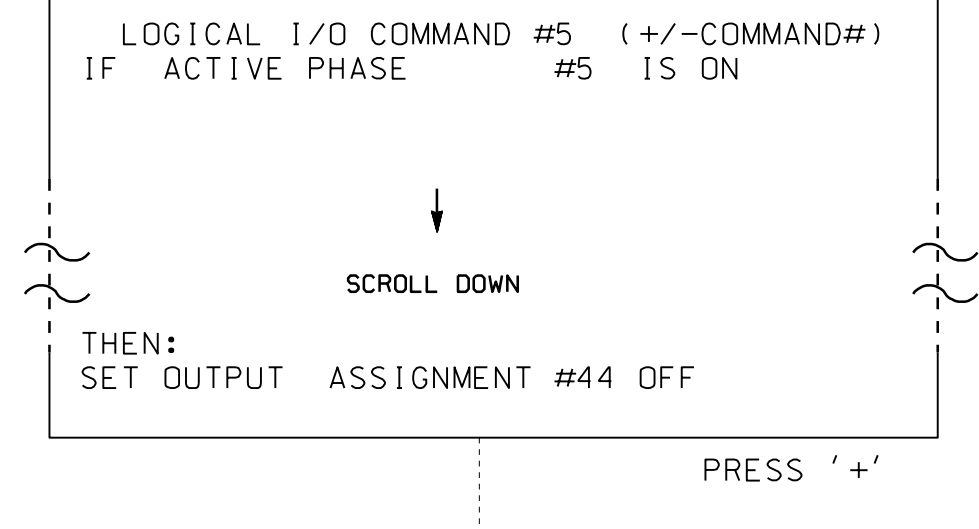 LOGICAL I/O COMMAND #5 (+/-COMMAND#)
IF ACTIVE PHASE #5 IS ON
SCROLL DOWN
THEN:
SET OUTPUT ASSIGNMENT #44 OFF
PRESS '+'